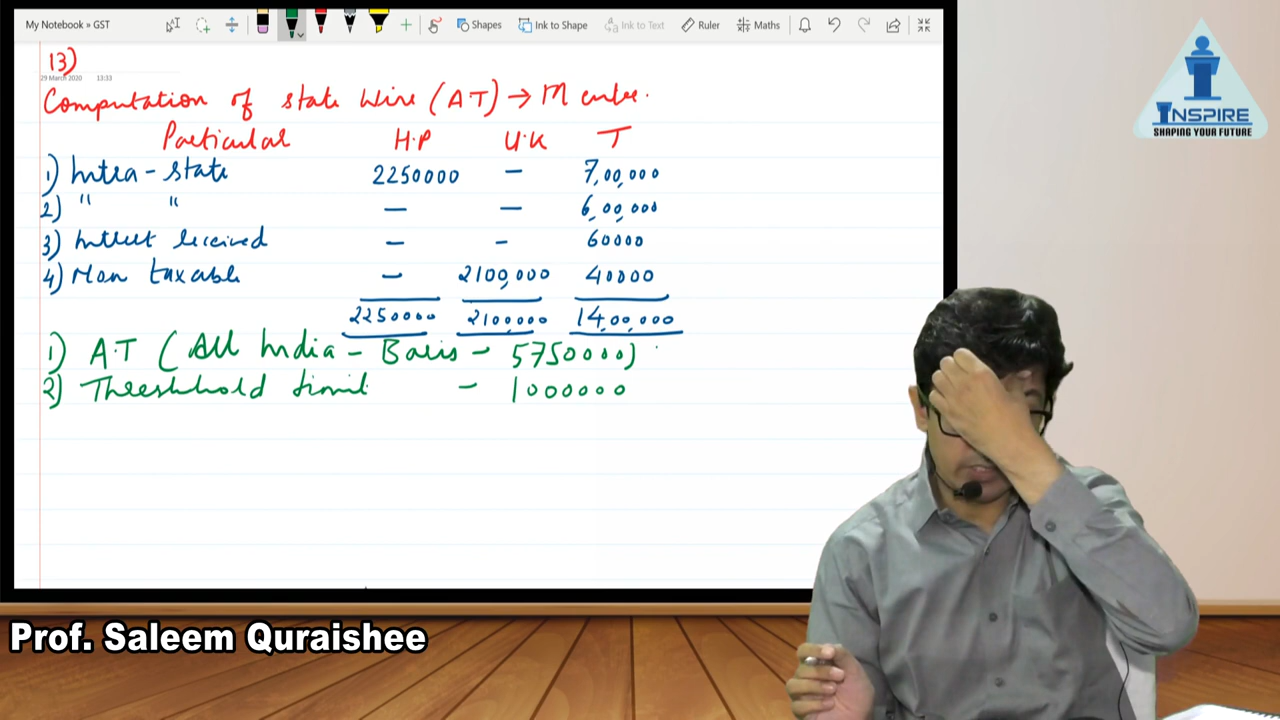 My Notebook » GST
Shapes
Ink to Shape
Ink to Text
Ruler
Maths
13)
29 March 2020 13:33
Computation of state wise (AT) → M
Particular H.P U.K T
1) Intra-state 2250000 - 7,00,000
2) " " - - 6,00,000
3) Interest received - - 60000
4) Non taxable - 2100,000 40000
2250000 2100000 14,00,000
1) A.T (All India - Basis - 5750000)
2) Threshhold limit - 1000000
INSPIRE
SHAPING YOUR FUTURE
Prof. Saleem Quraishee